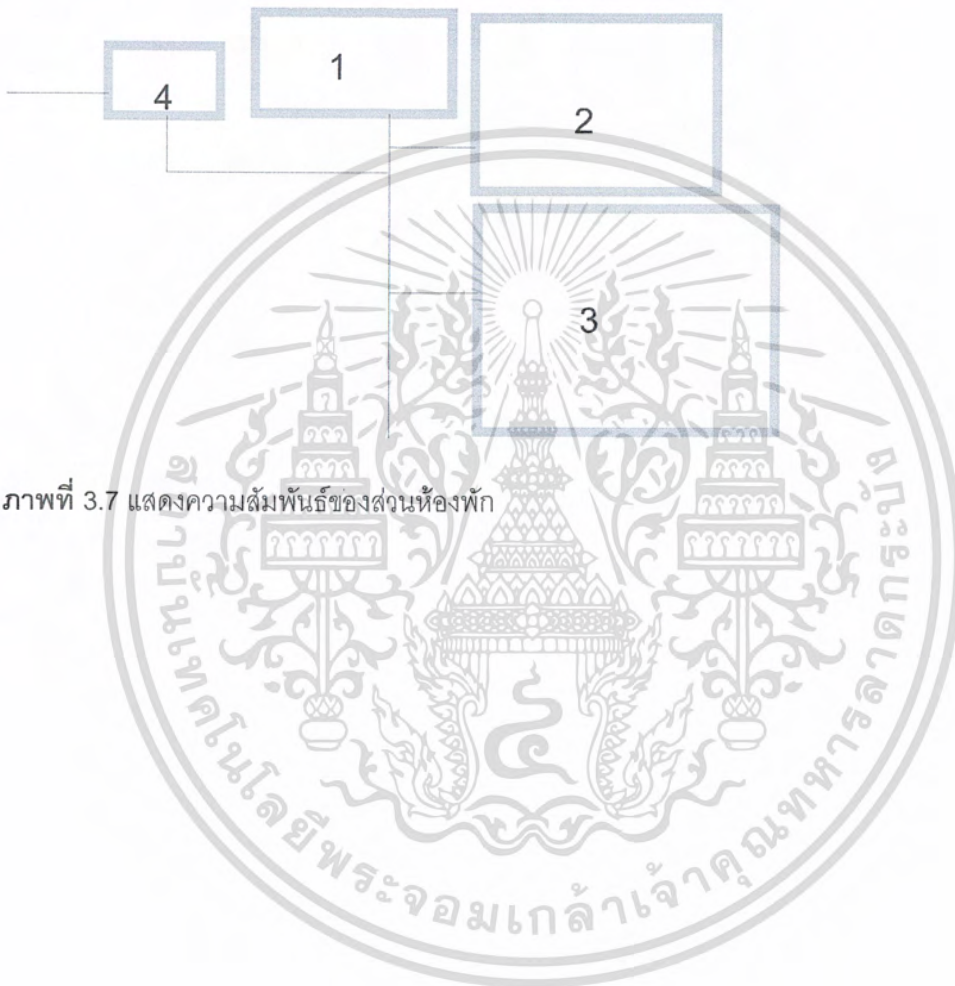 4
1
2
3
ภาพที่ 3.7 แสดงความสัมพันธ์ของส่วนห้องพัก
สถาบันเทคโนโลยีพระจอมเกล้าเจ้าคุณทหารลาดกระบัง